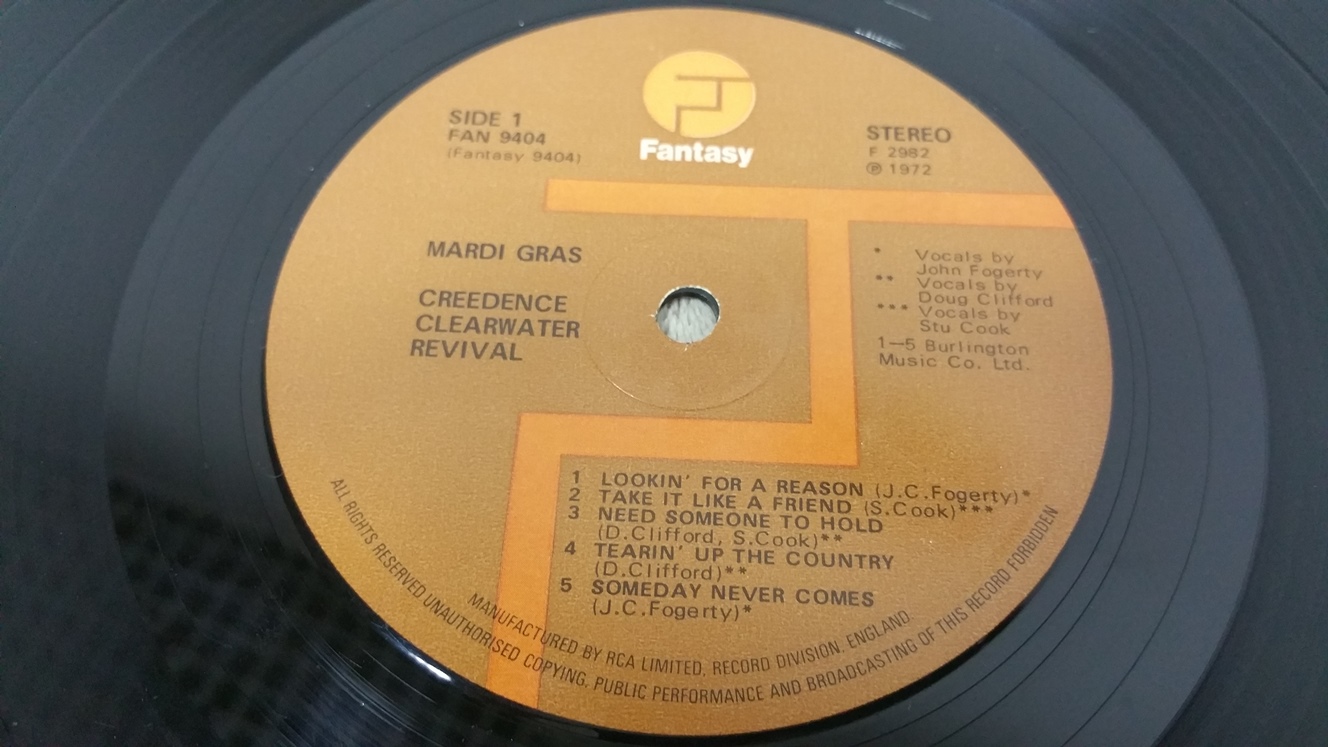 Fantasy
SIDE 1
FAN 9404
(Fantasy 9404)
STEREO
F 2982
℗ 1972
MARDI GRAS
CREEDENCE
CLEARWATER
REVIVAL
* Vocals by
John Fogerty
** Vocals by
Doug Clifford
*** Vocals by
Stu Cook
1—5 Burlington
Music Co. Ltd.
1 LOOKIN' FOR A REASON (J.C.Fogerty)*
2 TAKE IT LIKE A FRIEND (S.Cook)***
3 NEED SOMEONE TO HOLD
(D.Clifford, S.Cook)**
4 TEARIN' UP THE COUNTRY
(D.Clifford)**
5 SOMEDAY NEVER COMES
(J.C.Fogerty)*
MANUFACTURED BY RCA LIMITED, RECORD DIVISION, ENGLAND.
ALL RIGHTS RESERVED UNAUTHORISED COPYING, PUBLIC PERFORMANCE AND BROADCASTING OF THIS RECORD FORBIDDEN